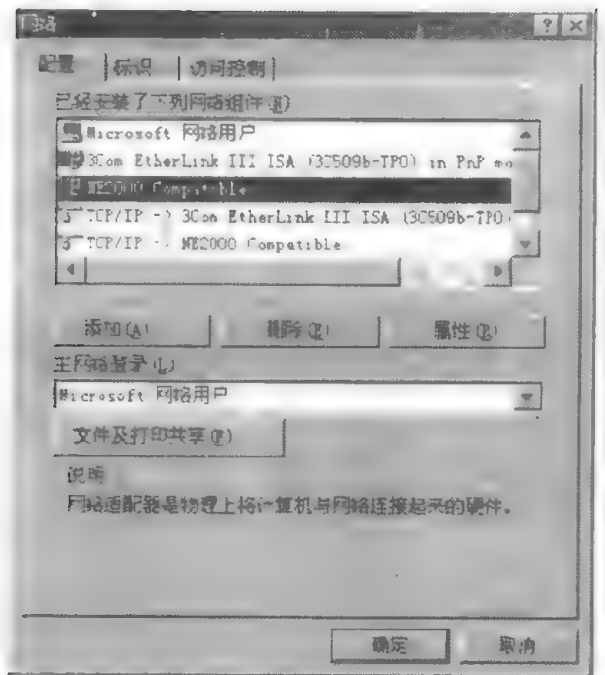 网络
配置 标识 访问控制
已经安装了下列网络组件(N)
Microsoft 网络用户
3Com EtherLink III ISA (3C509b-TPO) in PnP mo
NE2000 Compatible
TCP/IP -> 3Com EtherLink III ISA (3C509b-TPO
TCP/IP -> NE2000 Compatible
添加(A) 删除(E) 属性(R)
主网络登录(L)
Microsoft 网络用户
文件及打印共享(F)
说明
网络适配器是物理上将计算机与网络连接起来的硬件。
确定 取消